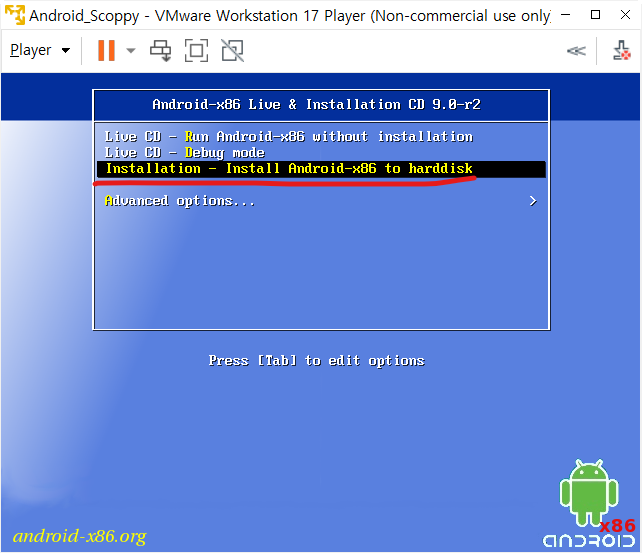 Android_Scoppy - VMware Workstation 17 Player (Non-commercial use only)
Player
Android-x86 Live & Installation CD 9.0-r2
Live CD - Run Android-x86 without installation
Live CD - Debug mode
Installation - Install Android-x86 to harddisk
Advanced options... >
Press [Tab] to edit options
android-x86.org
x86
ANDROID